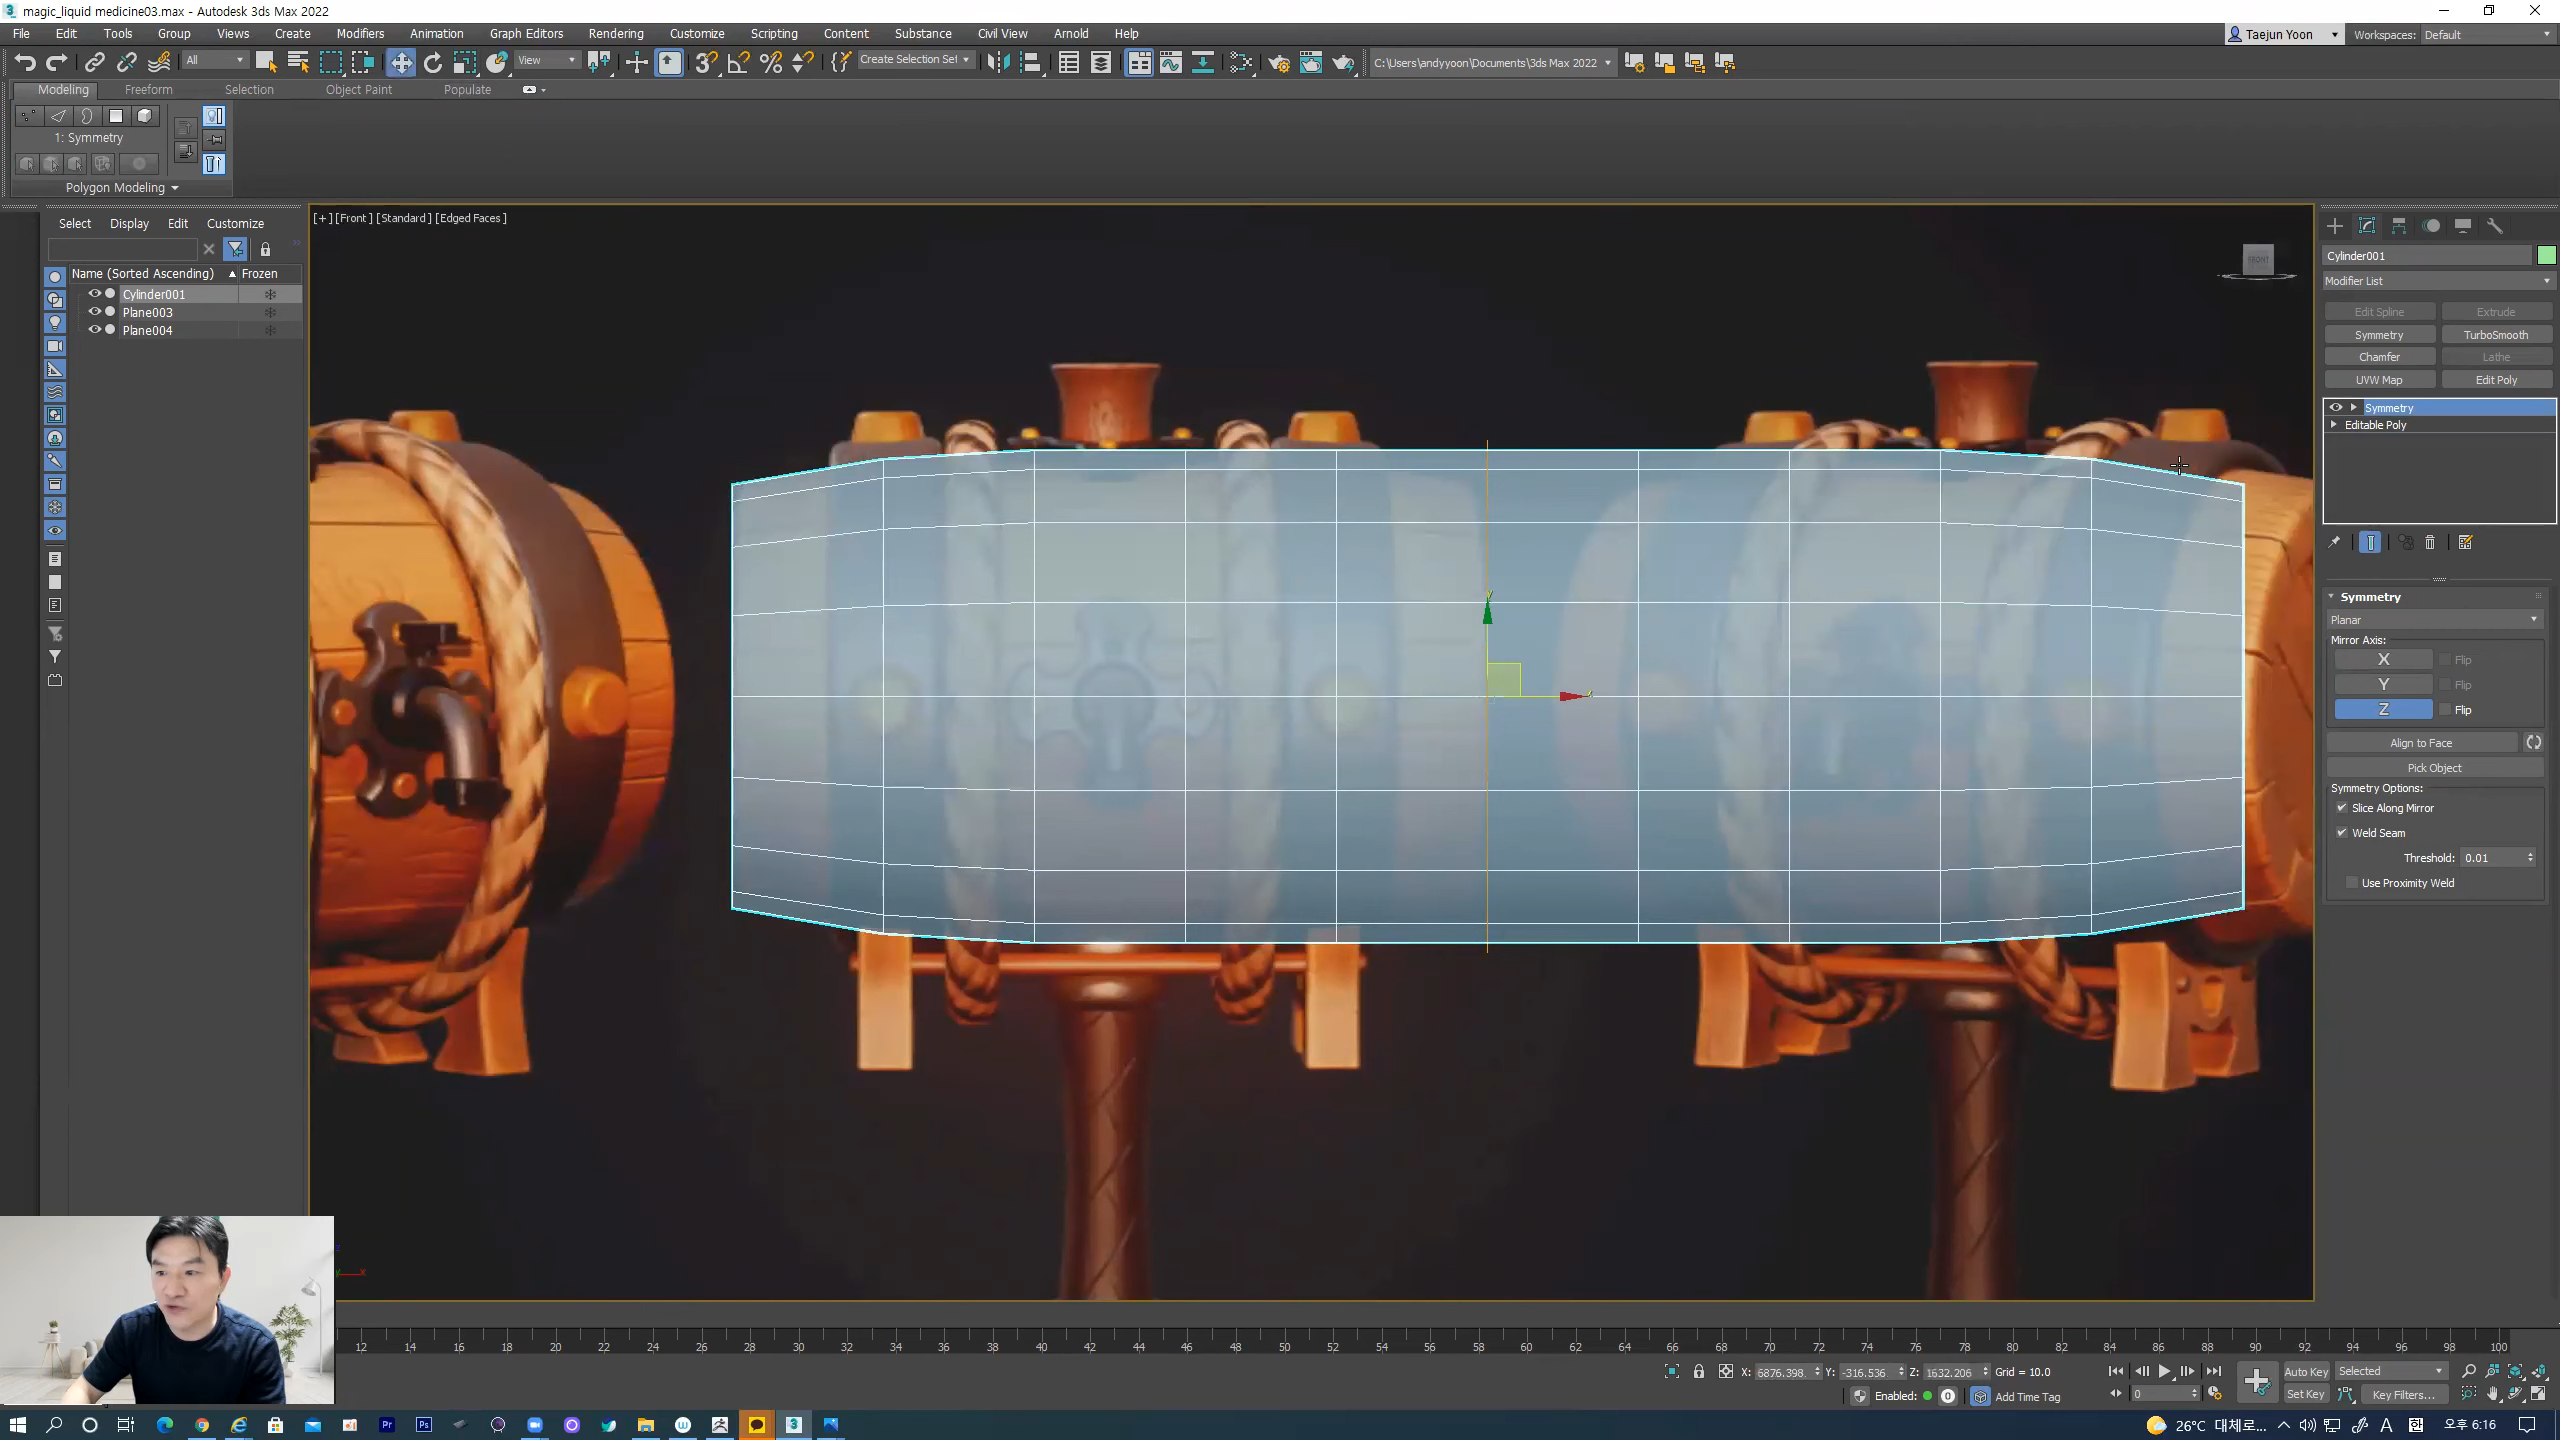 magic_liquid medicine03.max - Autodesk 3ds Max 2022
File Edit Tools Group Views Create Modifiers Animation Graph Editors Rendering Customize Scripting Content Substance Civil View Arnold Help
Taejun Yoon Workspaces: Default
All View Create Selection Set C:\Users\andyyoon\Documents\3ds Max 2022
Modeling Freeform Selection Object Paint Populate
1: Symmetry
Polygon Modeling
Select Display Edit Customize
Name (Sorted Ascending) Frozen
Cylinder001
Plane003
Plane004
[+] [Front] [Standard] [Edged Faces]
FRONT
Cylinder001
Modifier List
Edit Spline Extrude
Symmetry TurboSmooth
Chamfer Lathe
UVW Map Edit Poly
Symmetry
Editable Poly
Symmetry
Planar
Mirror Axis:
X Flip
Y Flip
Z Flip
Align to Face
Pick Object
Symmetry Options:
Slice Along Mirror
Weld Seam
Threshold: 0.01
Use Proximity Weld
12 14 16 18 20 22 24 26 28 30 32 34 36 38 40 42 44 46 48 50 52 54 56 58 60 62 64 66 68 70 72 74 76 78 80 82 84 86 88 90 92 94 96 98 100
X: 6876.398 Y: -316.536 Z: 1632.206 Grid = 10.0 Auto Key Selected
Enabled: 0 Add Time Tag 0 Set Key Key Filters...
26°C 대체로... A 한 오후 6:16